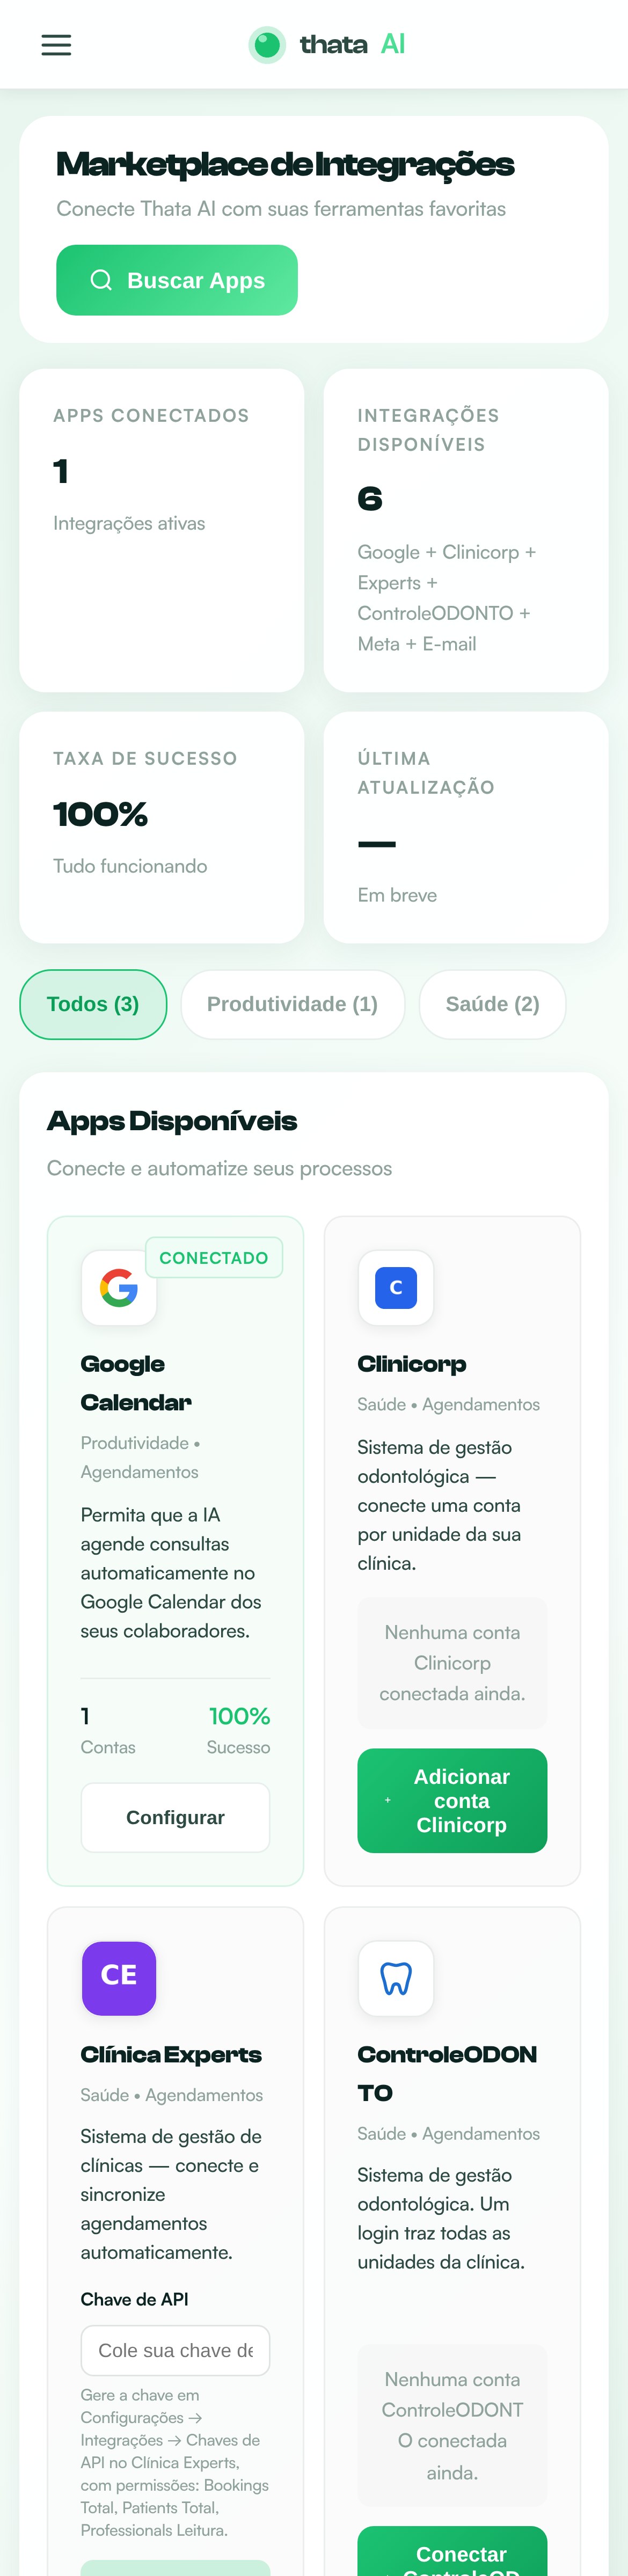 thata AI
Marketplace de Integrações
Conecte Thata AI com suas ferramentas favoritas
Buscar Apps
APPS CONECTADOS
1
Integrações ativas
INTEGRAÇÕES
DISPONÍVEIS
6
Google + Clinicorp +
Experts +
ControleODONTO +
Meta + E-mail
TAXA DE SUCESSO
100%
Tudo funcionando
ÚLTIMA
ATUALIZAÇÃO
—
Em breve
Todos (3)
Produtividade (1)
Saúde (2)
Apps Disponíveis
Conecte e automatize seus processos
CONECTADO
Google
Calendar
Produtividade •
Agendamentos
Permita que a IA
agende consultas
automaticamente no
Google Calendar dos
seus colaboradores.
1
Contas
100%
Sucesso
Configurar
C
Clinicorp
Saúde • Agendamentos
Sistema de gestão
odontológica —
conecte uma conta
por unidade da sua
clínica.
Nenhuma conta
Clinicorp
conectada ainda.
+ Adicionar
conta
Clinicorp
CE
Clínica Experts
Saúde • Agendamentos
Sistema de gestão de
clínicas — conecte e
sincronize
agendamentos
automaticamente.
Chave de API
Cole sua chave de
Gere a chave em
Configurações →
Integrações → Chaves de
API no Clínica Experts,
com permissões: Bookings
Total, Patients Total,
Professionals Leitura.
ControleODON
TO
Saúde • Agendamentos
Sistema de gestão
odontológica. Um
login traz todas as
unidades da clínica.
Nenhuma conta
ControleODONT
O conectada
ainda.
Conectar
ControleOD